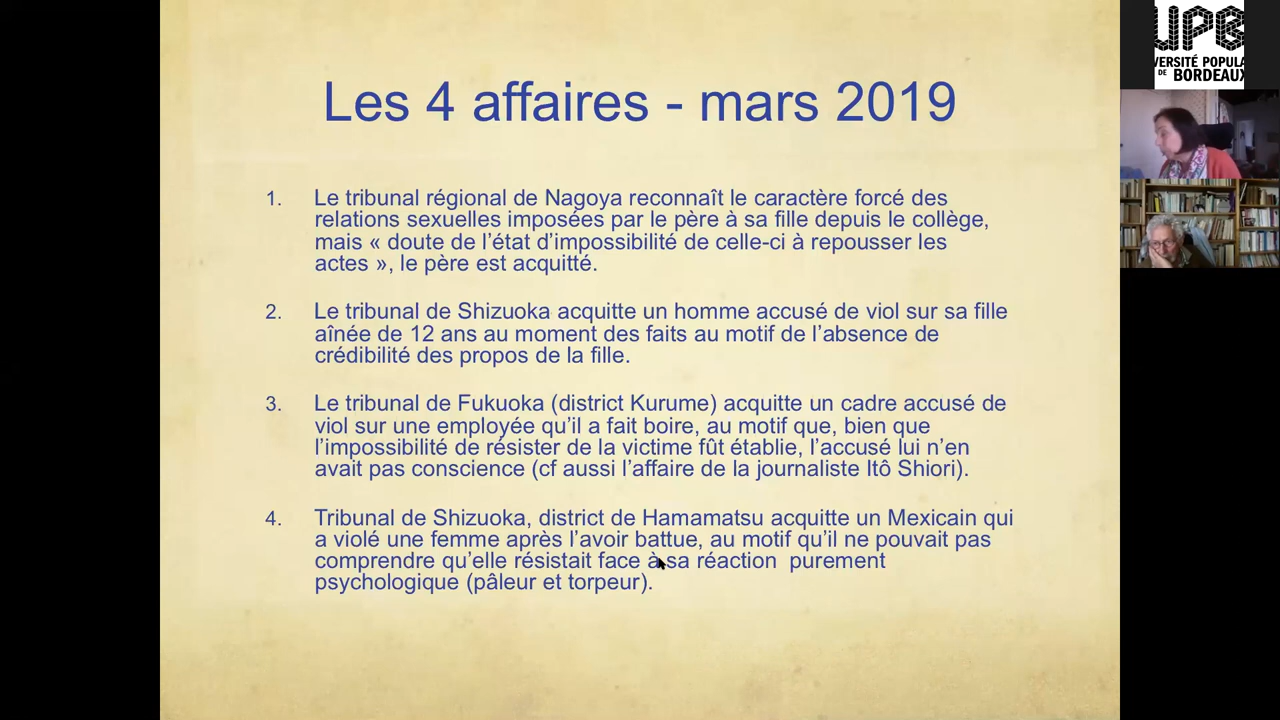 Les 4 affaires - mars 2019
1. Le tribunal régional de Nagoya reconnaît le caractère forcé des
relations sexuelles imposées par le père à sa fille depuis le collège,
mais « doute de l’état d’impossibilité de celle-ci à repousser les
actes », le père est acquitté.
2. Le tribunal de Shizuoka acquitte un homme accusé de viol sur sa fille
aînée de 12 ans au moment des faits au motif de l’absence de
crédibilité des propos de la fille.
3. Le tribunal de Fukuoka (district Kurume) acquitte un cadre accusé de
viol sur une employée qu’il a fait boire, au motif que, bien que
l’impossibilité de résister de la victime fût établie, l’accusé lui n’en
avait pas conscience (cf aussi l’affaire de la journaliste Itô Shiori).
4. Tribunal de Shizuoka, district de Hamamatsu acquitte un Mexicain qui
a violé une femme après l’avoir battue, au motif qu’il ne pouvait pas
comprendre qu’elle résistait face à sa réaction  purement
psychologique (pâleur et torpeur).
UPB
VERSITÉ POPULA
DE BORDEAUX